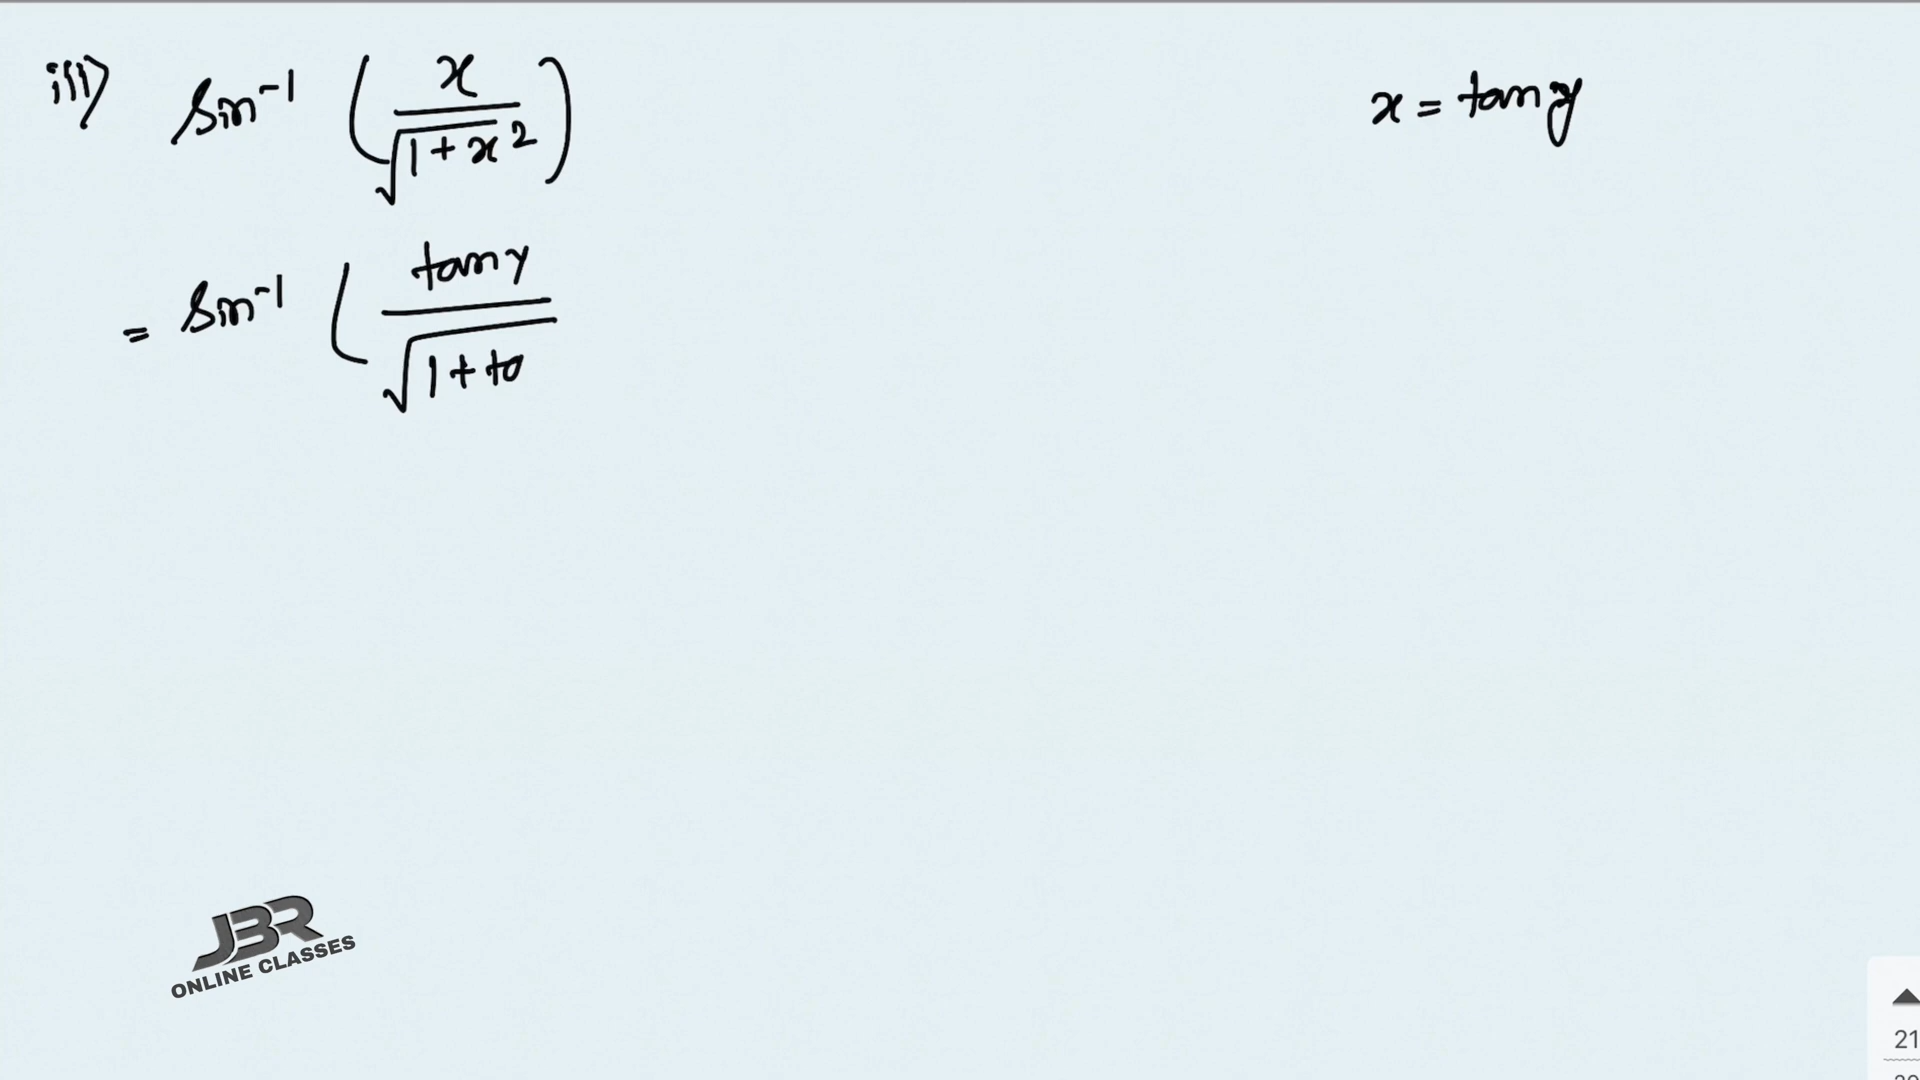 iii) Sin⁻¹ (x / √1+x²)
x = tan y
= Sin⁻¹ (tan y / √1+ta
JBR
ONLINE CLASSES
21